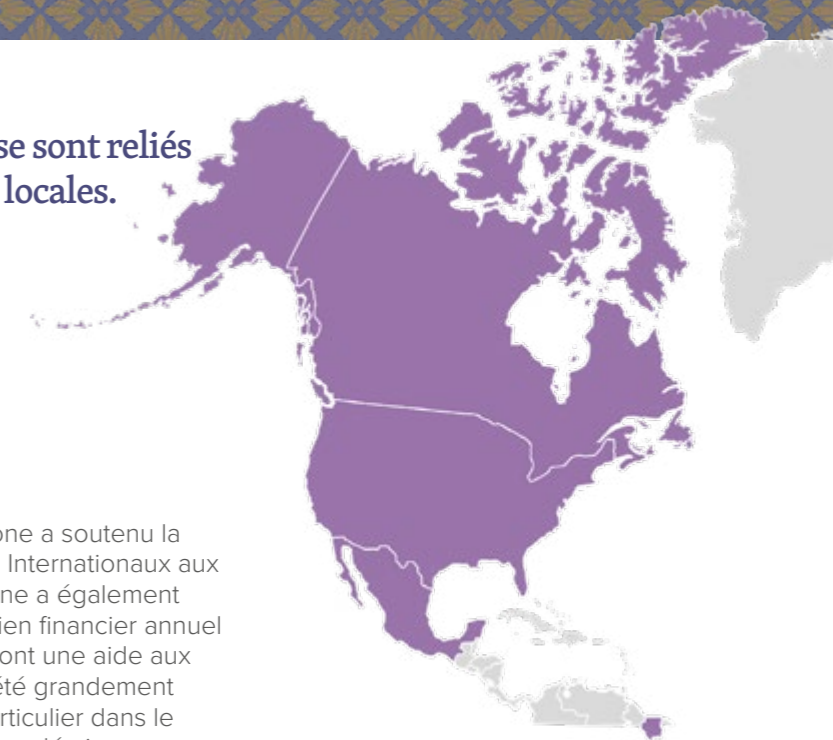 se sont reliés
locales.
one a soutenu la
Internationaux aux
ne a également
ien financier annuel
ont une aide aux
été grandement
rticulier dans le